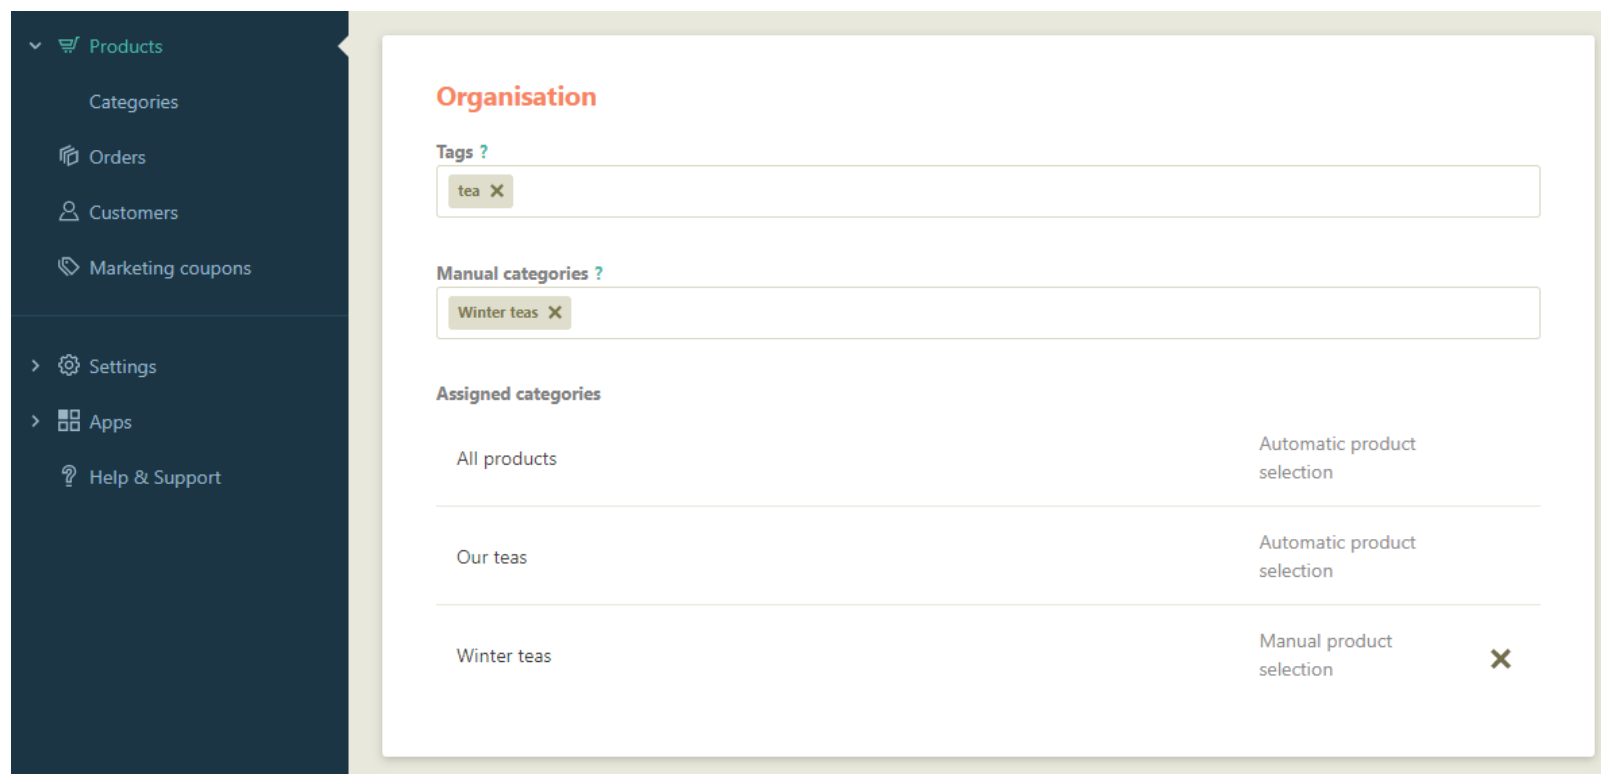 Products
Categories
Orders
Customers
Marketing coupons
Settings
Apps
Help & Support
Organisation
Tags ?
tea
Manual categories ?
Winter teas
Assigned categories
All products
Automatic product
selection
Our teas
Automatic product
selection
Winter teas
Manual product
selection